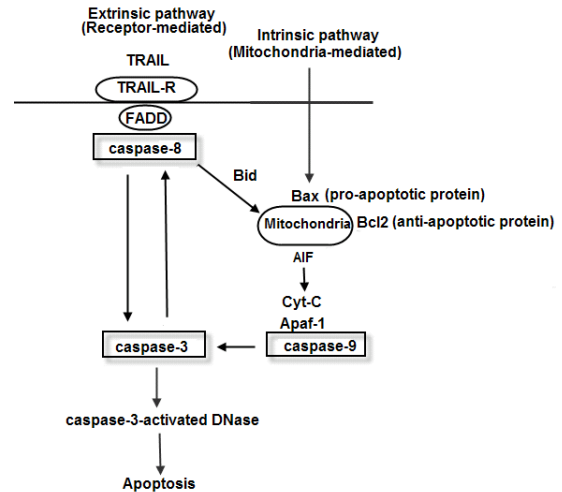 Extrinsic pathway
(Receptor-mediated)
Intrinsic pathway
(Mitochondria-mediated)
TRAIL
TRAIL-R
FADD
caspase-8
Bid
Bax (pro-apoptotic protein)
Mitochondria Bcl2 (anti-apoptotic protein)
AIF
Cyt-C
Apaf-1
caspase-3
caspase-9
caspase-3-activated DNase
Apoptosis